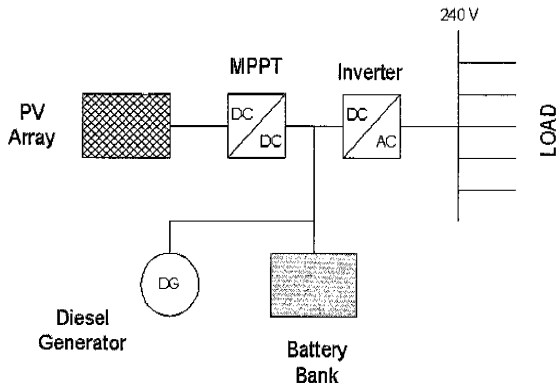 240 V
MPPT
Inverter
PV
Array
DC
DC
DC
AC
LOAD
DG
Diesel
Generator
Battery
Bank